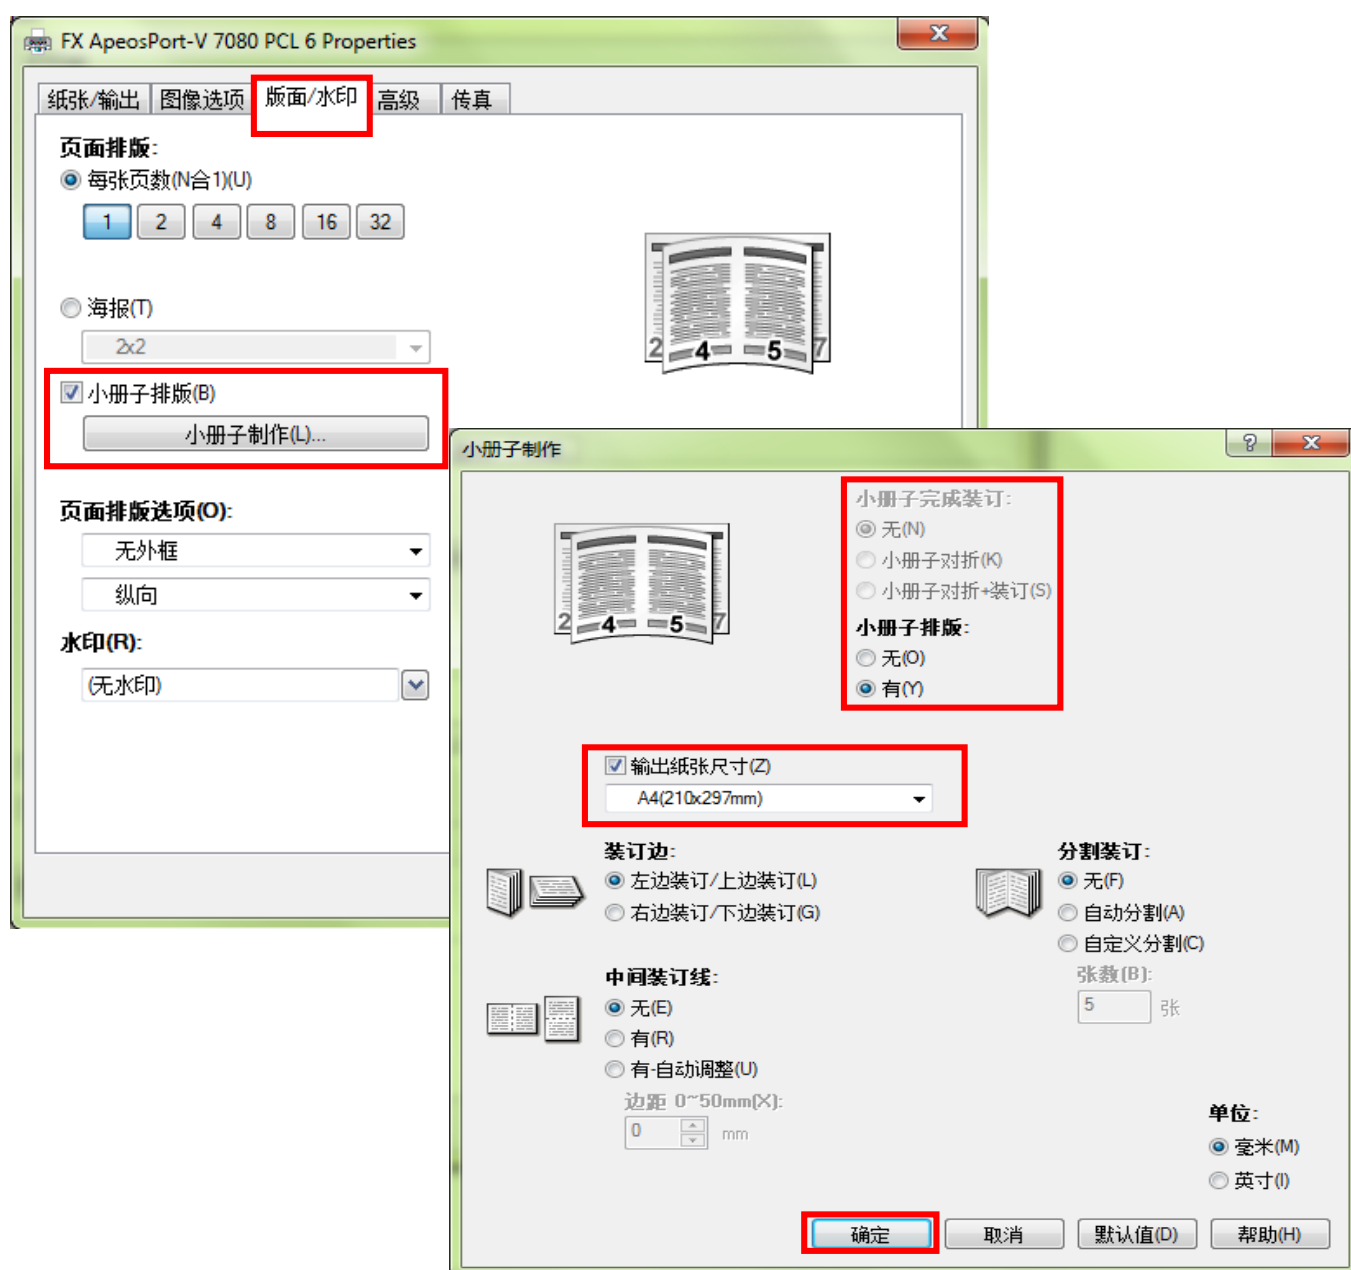 FX ApeosPort-V 7080 PCL 6 Properties
纸张/输出 图像选项 版面/水印 高级 传真
页面排版:
每张页数(N合1)(U)
1 2 4 8 16 32
海报(T)
2x2
2 4 5 7
小册子排版(B)
小册子制作(L)...
页面排版选项(O):
无外框
纵向
水印(R):
(无水印)
小册子制作
2 4 5 7
小册子完成装订:
无(N)
小册子对折(K)
小册子对折+装订(S)
小册子排版:
无(O)
有(Y)
输出纸张尺寸(Z)
A4(210x297mm)
装订边:
左边装订/上边装订(L)
右边装订/下边装订(G)
分割装订:
无(F)
自动分割(A)
自定义分割(C)
张数(B):
5 张
中间装订线:
无(E)
有(R)
有-自动调整(U)
边距 0~50mm(X):
0 mm
单位:
毫米(M)
英寸(I)
确定 取消 默认值(D) 帮助(H)